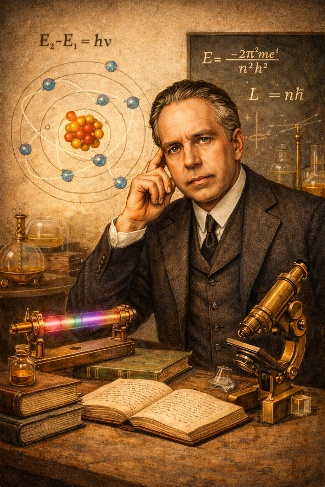 E₂-E₁ = hν
E = -2π²me⁴
n²h²
L = nħ